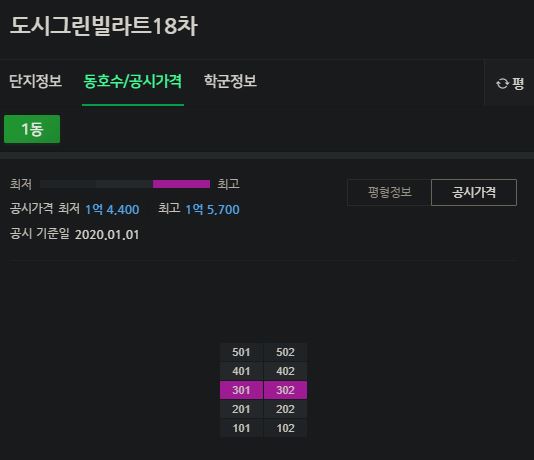 도시그린빌라트18차
단지정보 동호수/공시가격 학군정보 평
1동
최저 최고 평형정보 공시가격
공시가격 최저 1억 4,400 최고 1억 5,700
공시 기준일 2020.01.01
501 502
401 402
301 302
201 202
101 102